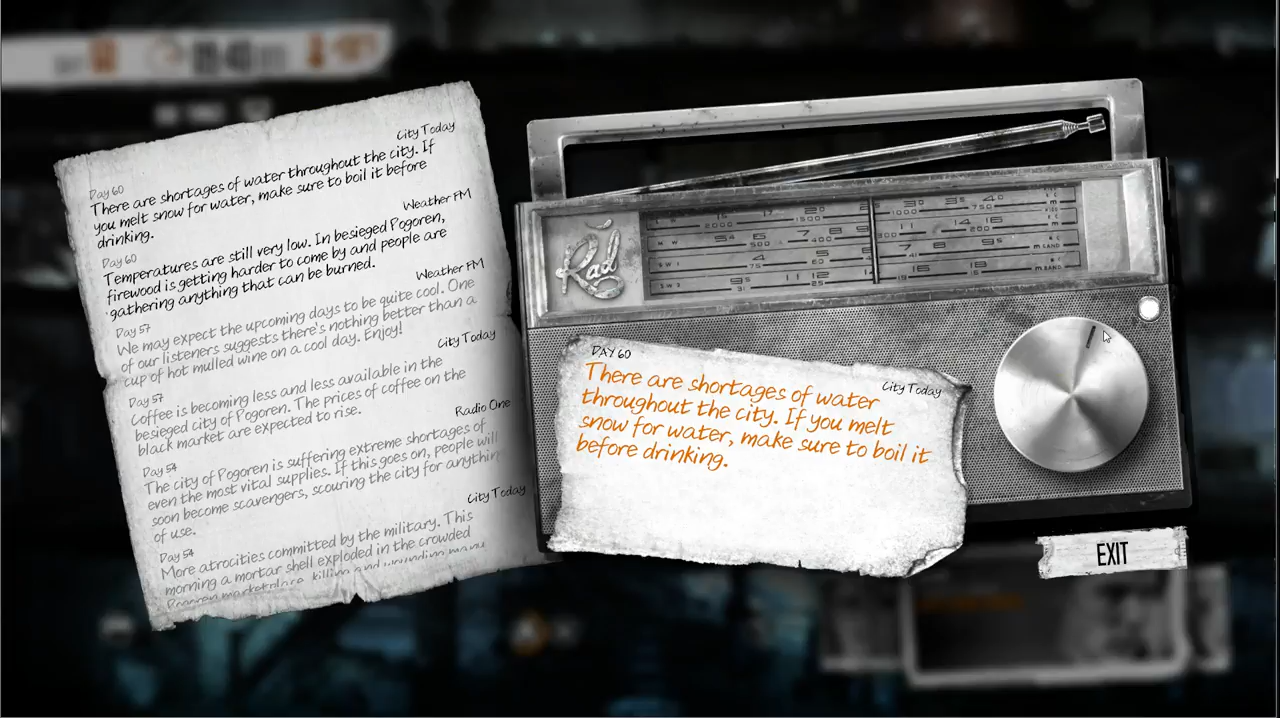 City Today
Day 60
There are shortages of water throughout the city. If
you melt snow for water, make sure to boil it before
drinking.
Weather FM
Day 60
Temperatures are still very low. In besieged Pogoren,
firewood is getting harder to come by and people are
gathering anything that can be burned.
Weather FM
Day 57
We may expect the upcoming days to be quite cool. One
of our listeners suggests there's nothing better than a
cup of hot mulled wine on a cool day. Enjoy!
City Today
Day 57
Coffee is becoming less and less available in the
besieged city of Pogoren. The prices of coffee on the
black market are expected to rise.
Radio One
Day 54
The city of Pogoren is suffering extreme shortages of
even the most vital supplies. If this goes on, people will
soon become scavengers, scouring the city for anythin
of use.
City Today
Day 54
More atrocities committed by the military. This
morning a mortar shell exploded in the crowded
Pogoren marketplace, killing and wounding many
Rad
DAY 60
City Today
There are shortages of water
throughout the city. If you melt
snow for water, make sure to boil it
before drinking.
EXIT